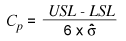 Cp = USL - LSL
6 x σ̂